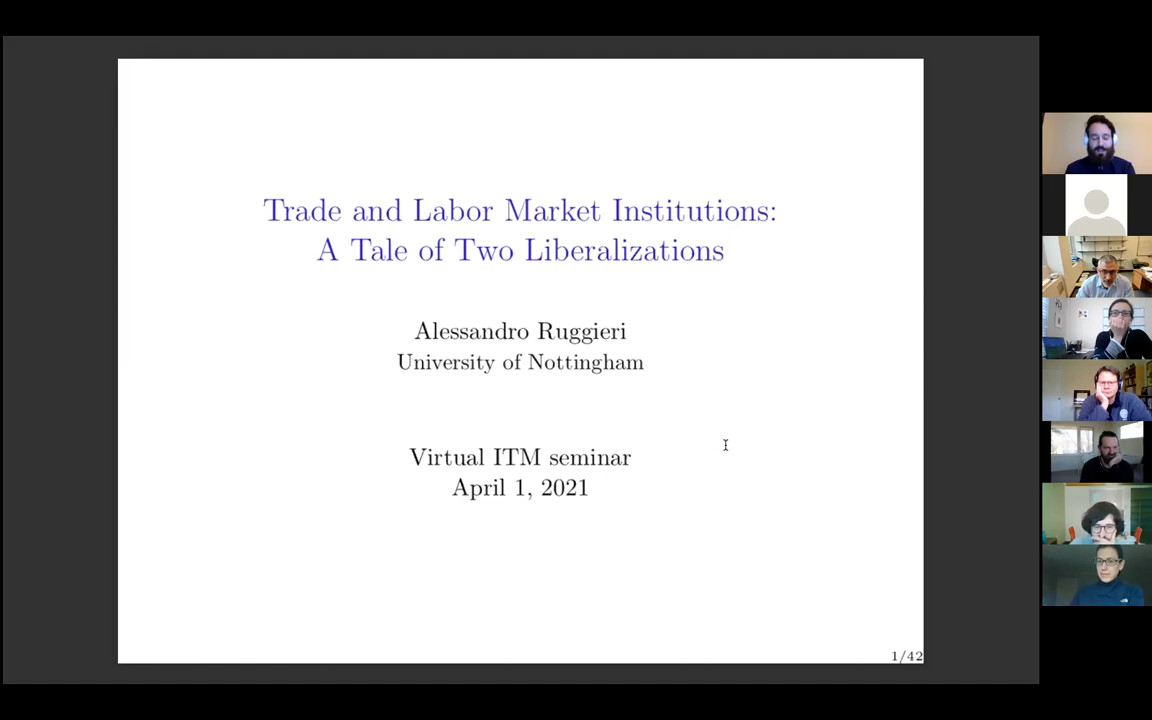 Trade and Labor Market Institutions:
A Tale of Two Liberalizations
Alessandro Ruggieri
University of Nottingham
Virtual ITM seminar
April 1, 2021
1/42